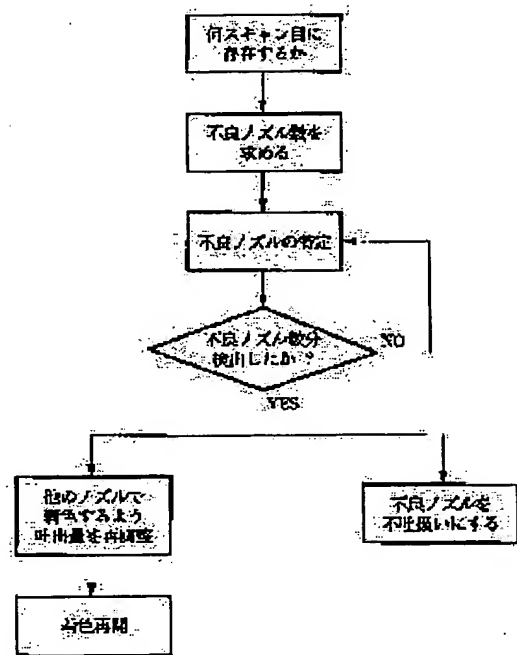 何スキャン目に
存在するか
不良ノズル数を
求める
不良ノズルの特定
不良ノズル数分
検出したか?
NO
YES
他のノズルで
着色するよう
吐出量を再調整
不良ノズルを
不吐扱いにする
着色再開